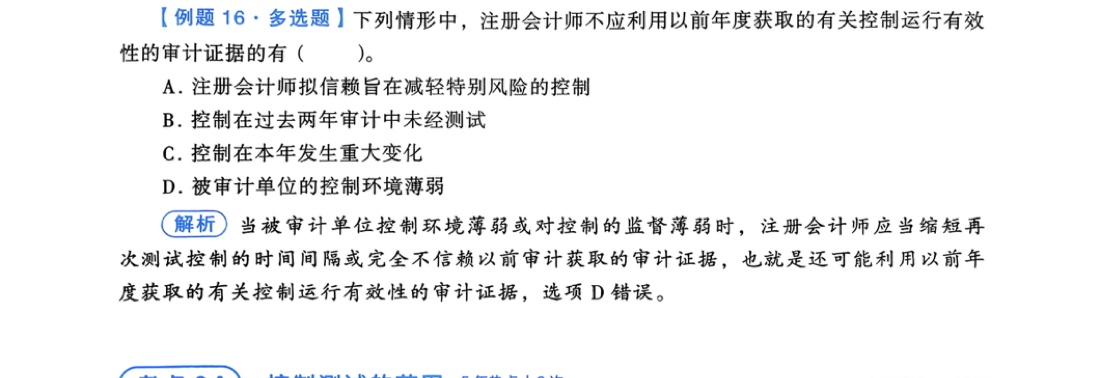 【例题 16·多选题】下列情形中，注册会计师不应利用以前年度获取的有关控制运行有效
性的审计证据的有（　　）。
A. 注册会计师拟信赖旨在减轻特别风险的控制
B. 控制在过去两年审计中未经测试
C. 控制在本年发生重大变化
D. 被审计单位的控制环境薄弱
解析 当被审计单位控制环境薄弱或对控制的监督薄弱时，注册会计师应当缩短再
次测试控制的时间间隔或完全不信赖以前审计获取的审计证据，也就是还可能利用以前年
度获取的有关控制运行有效性的审计证据，选项 D 错误。